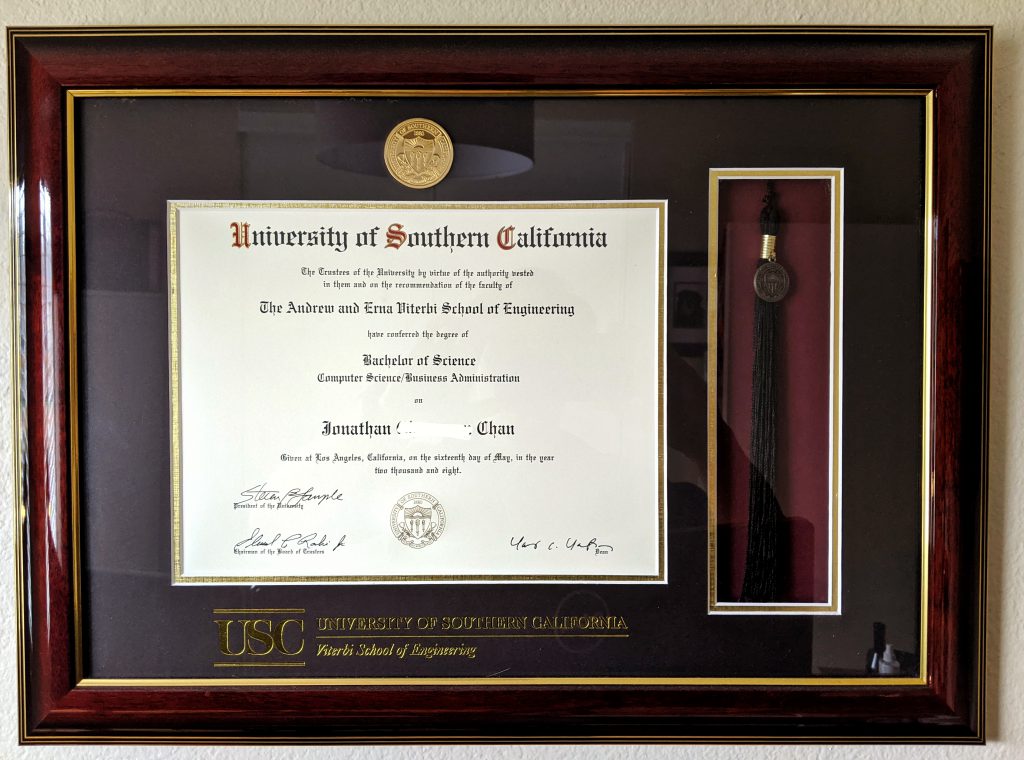 University of Southern California
The Trustees of the University by virtue of the authority vested
in them and on the recommendation of the faculty of
The Andrew and Erna Viterbi School of Engineering
have conferred the degree of
Bachelor of Science
Computer Science/Business Administration
on
Jonathan Chan
Given at Los Angeles, California, on the sixteenth day of May, in the year
two thousand and eight.
President of the University
Chairman of the Board of Trustees
Dean
USC UNIVERSITY OF SOUTHERN CALIFORNIA
Viterbi School of Engineering